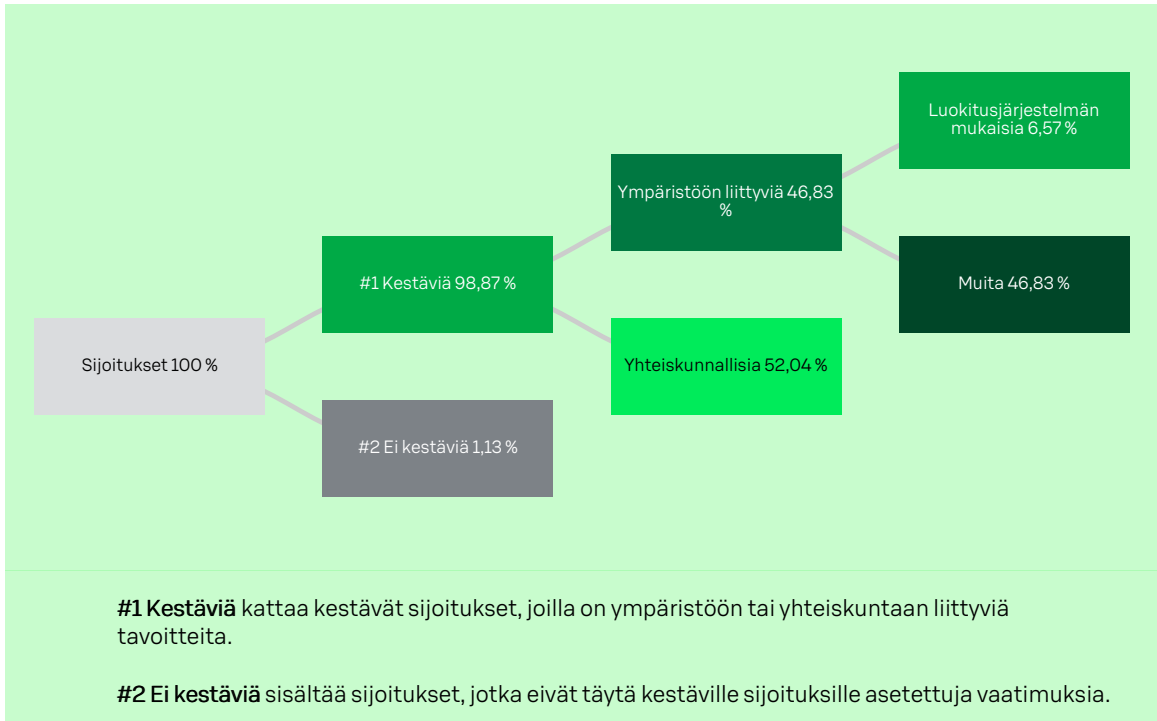 Luokitusjärjestelmän
mukaisia 6,57 %
Ympäristöön liittyviä 46,83
%
#1 Kestäviä 98,87 %
Muita 46,83 %
Sijoitukset 100 %
Yhteiskunnallisia 52,04 %
#2 Ei kestäviä 1,13 %
#1 Kestäviä kattaa kestävät sijoitukset, joilla on ympäristöön tai yhteiskuntaan liittyviä
tavoitteita.
#2 Ei kestäviä sisältää sijoitukset, jotka eivät täytä kestäville sijoituksille asetettuja vaatimuksia.